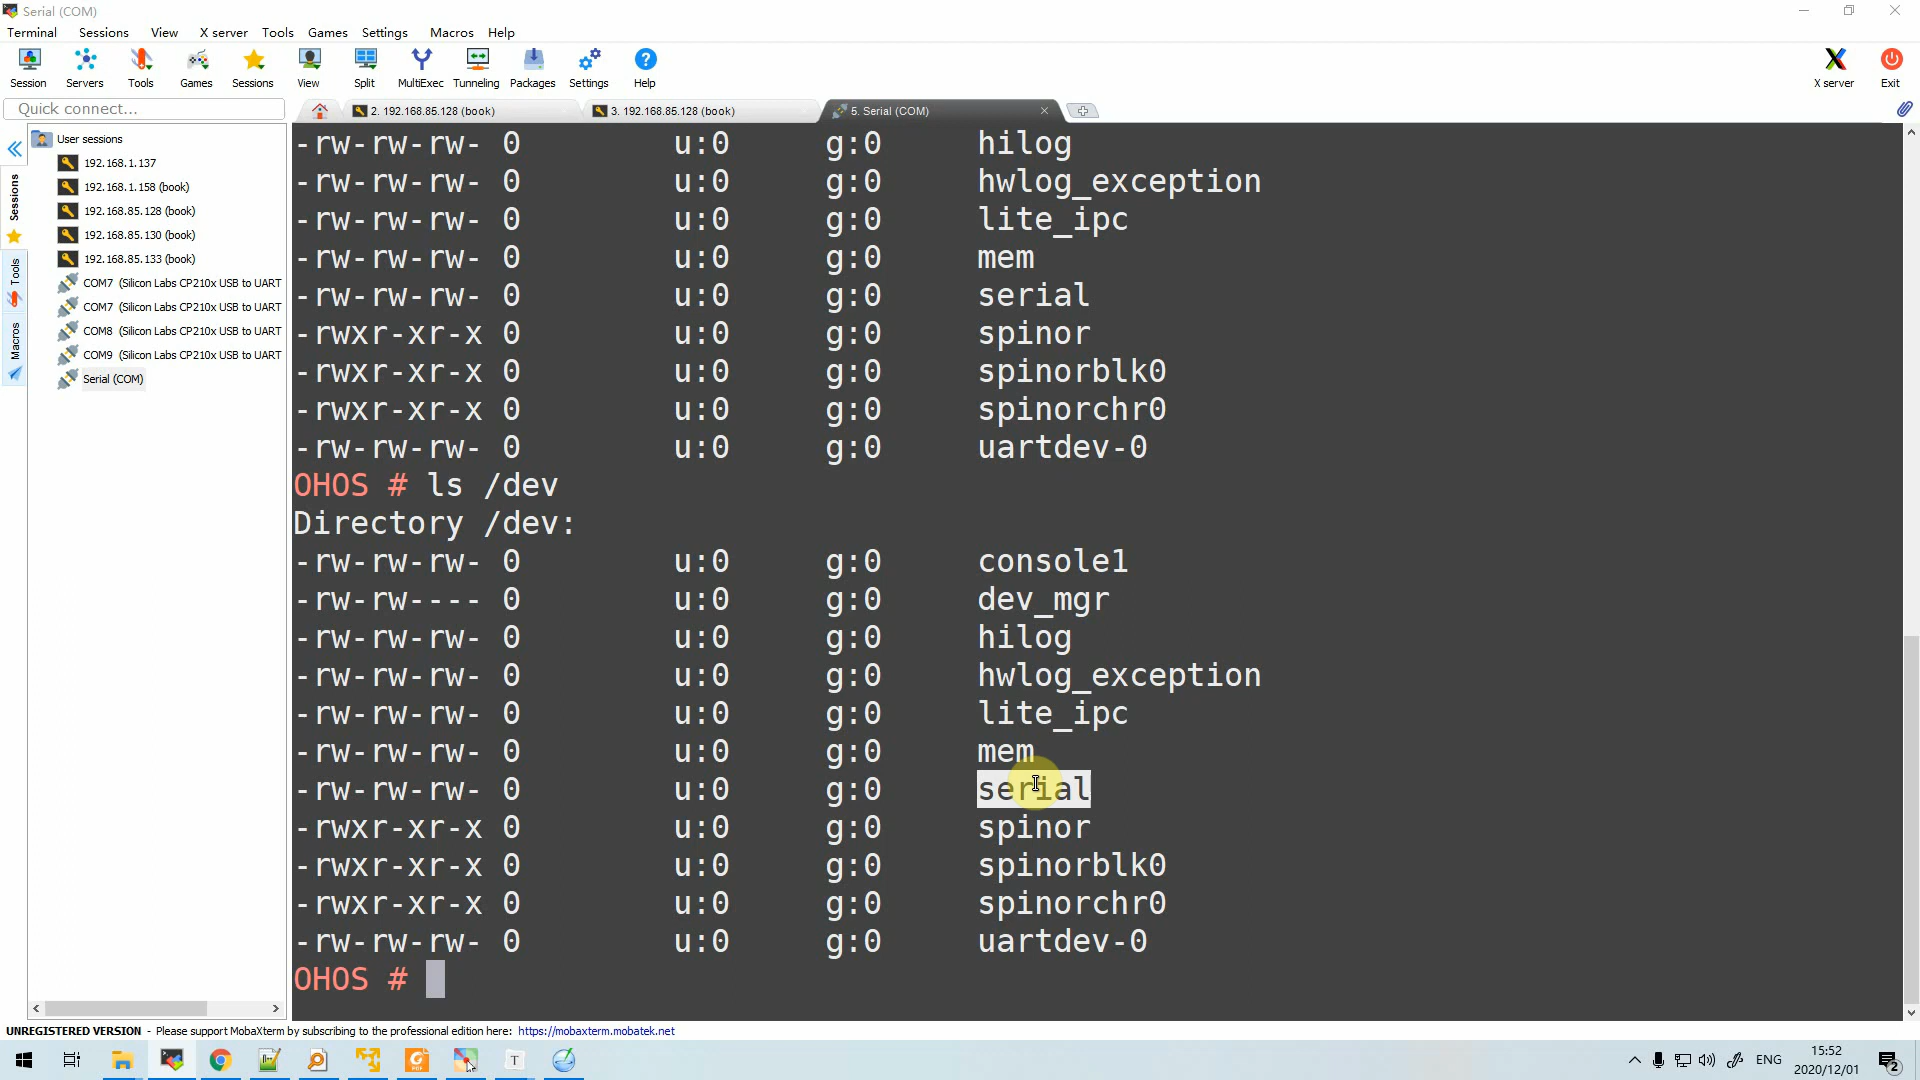 Serial (COM)
Terminal Sessions View X server Tools Games Settings Macros Help
Session Servers Tools Games Sessions View Split MultiExec Tunneling Packages Settings Help X server Exit
Quick connect...
2. 192.168.85.128 (book) 3. 192.168.85.128 (book) 5. Serial (COM)
User sessions
192.168.1.137
192.168.1.158 (book)
192.168.85.128 (book)
192.168.85.130 (book)
192.168.85.133 (book)
COM7 (Silicon Labs CP210x USB to UART
COM7 (Silicon Labs CP210x USB to UART
COM8 (Silicon Labs CP210x USB to UART
COM9 (Silicon Labs CP210x USB to UART
Serial (COM)
Sessions
Tools
Macros
-rw-rw-rw- 0 u:0 g:0 hilog
-rw-rw-rw- 0 u:0 g:0 hwlog_exception
-rw-rw-rw- 0 u:0 g:0 lite_ipc
-rw-rw-rw- 0 u:0 g:0 mem
-rw-rw-rw- 0 u:0 g:0 serial
-rwxr-xr-x 0 u:0 g:0 spinor
-rwxr-xr-x 0 u:0 g:0 spinorblk0
-rwxr-xr-x 0 u:0 g:0 spinorchr0
-rw-rw-rw- 0 u:0 g:0 uartdev-0
OHOS # ls /dev
Directory /dev:
-rw-rw-rw- 0 u:0 g:0 console1
-rw-rw---- 0 u:0 g:0 dev_mgr
-rw-rw-rw- 0 u:0 g:0 hilog
-rw-rw-rw- 0 u:0 g:0 hwlog_exception
-rw-rw-rw- 0 u:0 g:0 lite_ipc
-rw-rw-rw- 0 u:0 g:0 mem
-rw-rw-rw- 0 u:0 g:0 serial
-rwxr-xr-x 0 u:0 g:0 spinor
-rwxr-xr-x 0 u:0 g:0 spinorblk0
-rwxr-xr-x 0 u:0 g:0 spinorchr0
-rw-rw-rw- 0 u:0 g:0 uartdev-0
OHOS #
UNREGISTERED VERSION - Please support MobaXterm by subscribing to the professional edition here: https://mobaxterm.mobatek.net
T
ENG
15:52
2020/12/01
2